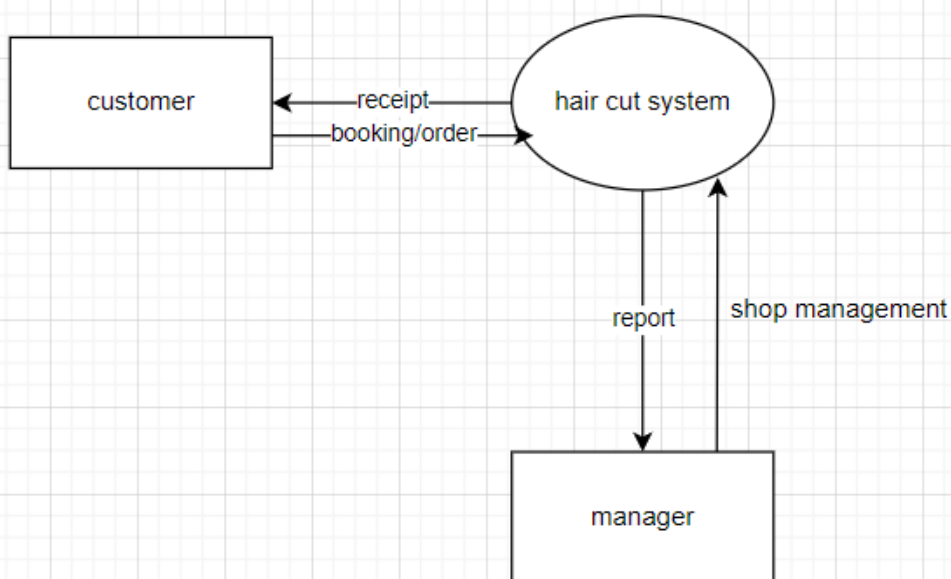 customer
receipt
booking/order
hair cut system
report
shop management
manager